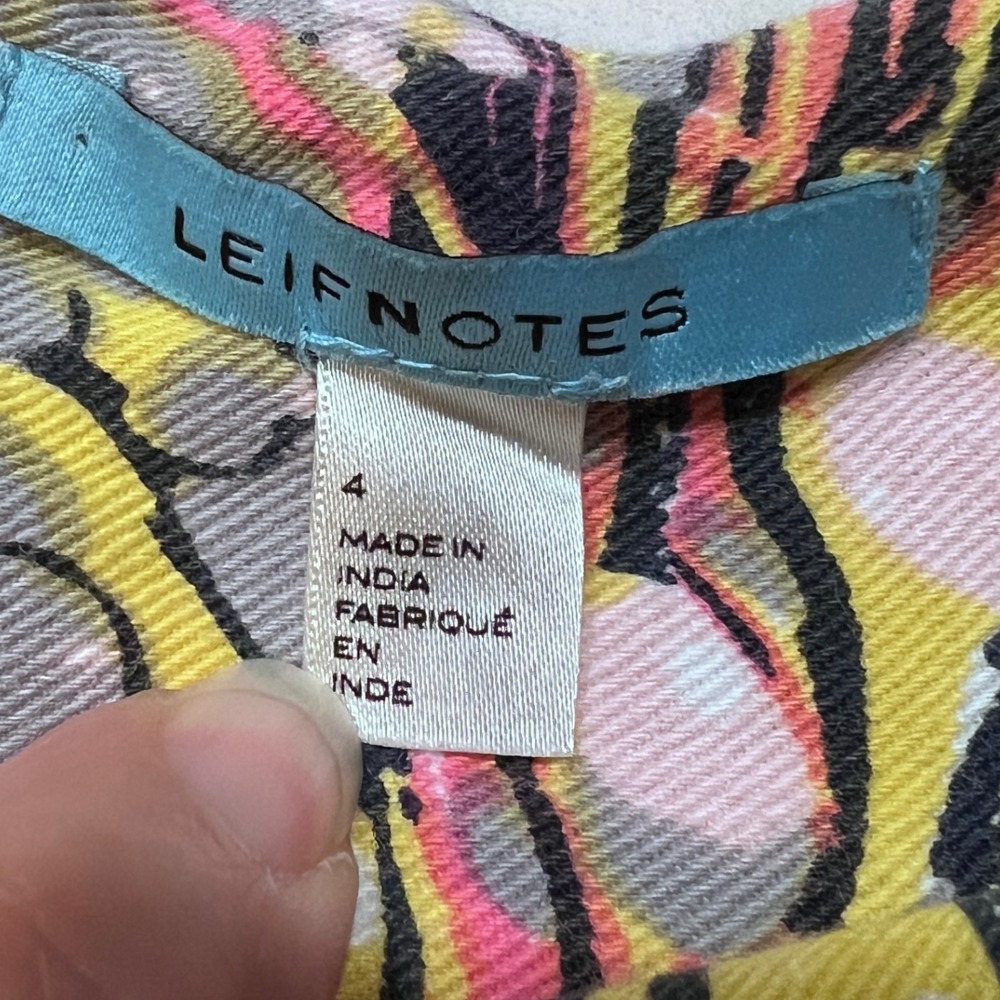 LEIFNOTES
4
MADE IN
INDIA
FABRIQUÉ
EN
INDE